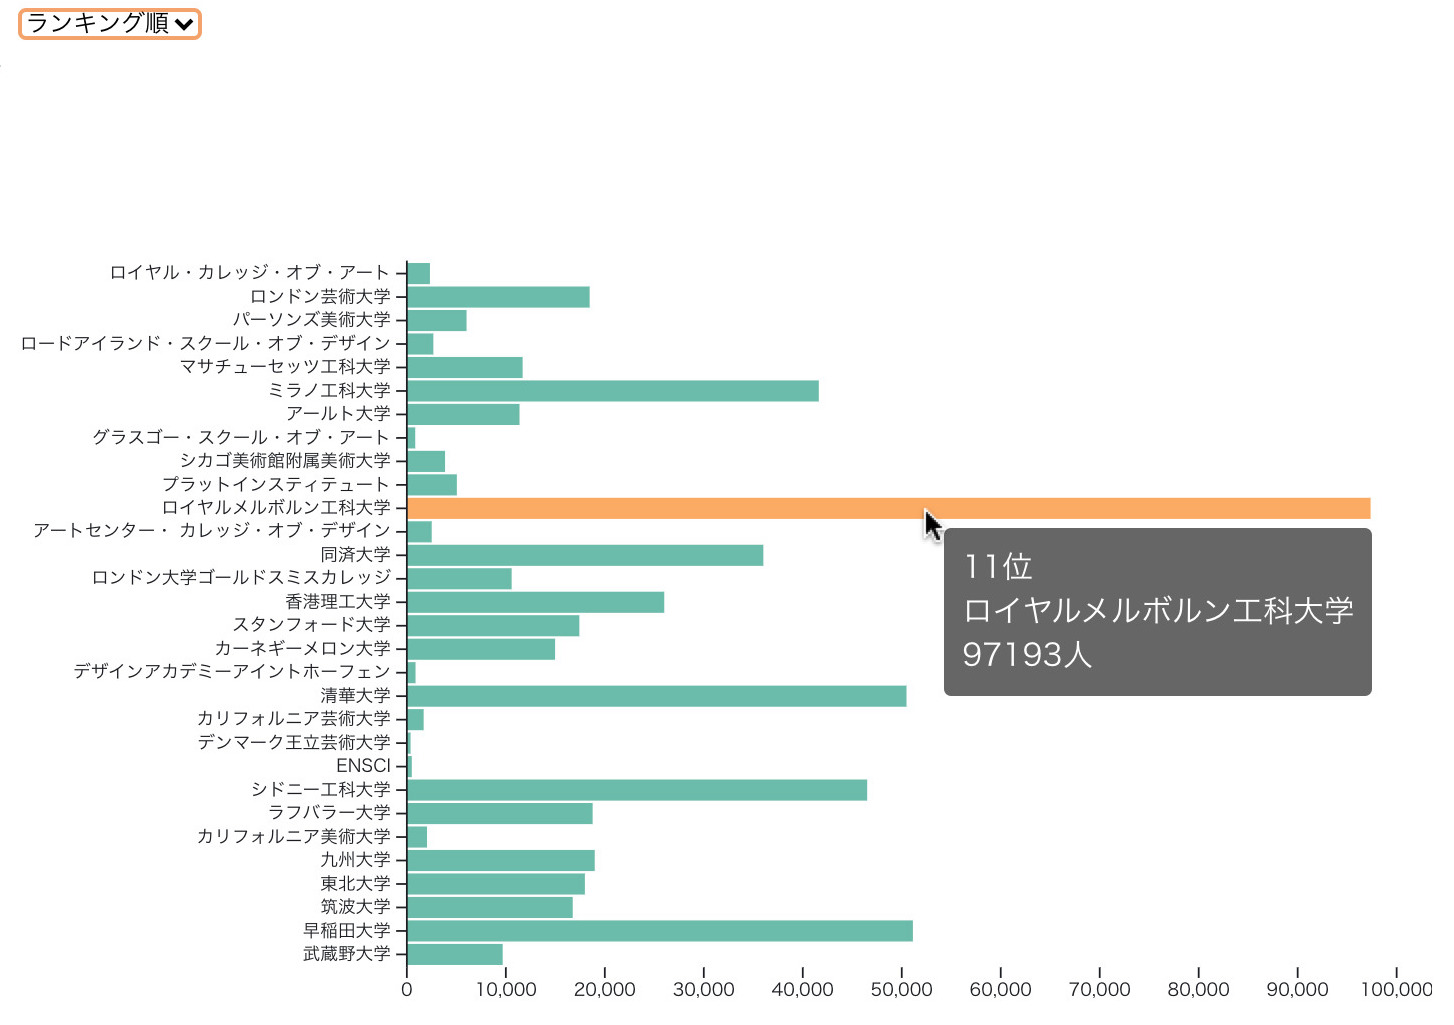 ランキング順
ロイヤル・カレッジ・オブ・アート
ロンドン芸術大学
パーソンズ美術大学
ロードアイランド・スクール・オブ・デザイン
マサチューセッツ工科大学
ミラノ工科大学
アールト大学
グラスゴー・スクール・オブ・アート
シカゴ美術館附属美術大学
プラットインスティテュート
ロイヤルメルボルン工科大学
アートセンター・ カレッジ・オブ・デザイン
同済大学
ロンドン大学ゴールドスミスカレッジ
香港理工大学
スタンフォード大学
カーネギーメロン大学
デザインアカデミーアイントホーフェン
清華大学
カリフォルニア芸術大学
デンマーク王立芸術大学
ENSCI
シドニー工科大学
ラフバラー大学
カリフォルニア美術大学
九州大学
東北大学
筑波大学
早稲田大学
武蔵野大学
11位
ロイヤルメルボルン工科大学
97193人
0 10,000 20,000 30,000 40,000 50,000 60,000 70,000 80,000 90,000 100,000